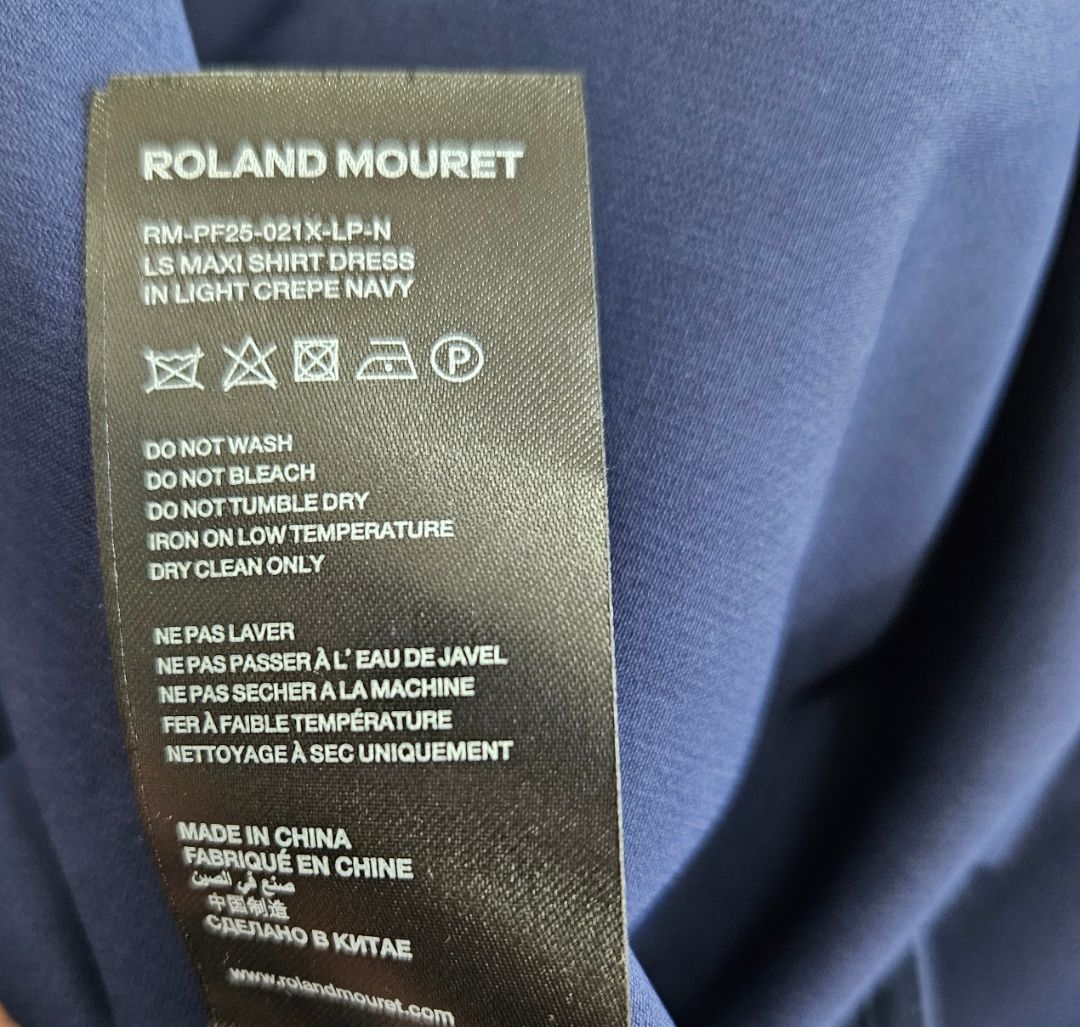 ROLAND MOURET
RM-PF25-021X-LP-N
LS MAXI SHIRT DRESS
IN LIGHT CREPE NAVY
P
DO NOT WASH
DO NOT BLEACH
DO NOT TUMBLE DRY
IRON ON LOW TEMPERATURE
DRY CLEAN ONLY
NE PAS LAVER
NE PAS PASSER À L' EAU DE JAVEL
NE PAS SECHER A LA MACHINE
FER À FAIBLE TEMPÉRATURE
NETTOYAGE À SEC UNIQUEMENT
MADE IN CHINA
FABRIQUÉ EN CHINE
صنع في الصين
中国制造
СДЕЛАНО В КИТАЕ
www.rolandmouret.com